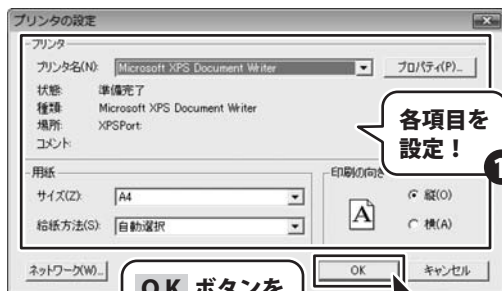 プリンタの設定
プリンタ
プリンタ名(N): Microsoft XPS Document Writer プロパティ(P)...
状態: 準備完了
種類: Microsoft XPS Document Writer
場所: XPSPort:
コメント:
各項目を
設定！
1
用紙
サイズ(Z): A4
給紙方法(S): 自動選択
印刷の向き
A
縦(O)
横(A)
ネットワーク(W)...
OK ボタンを
OK
キャンセル